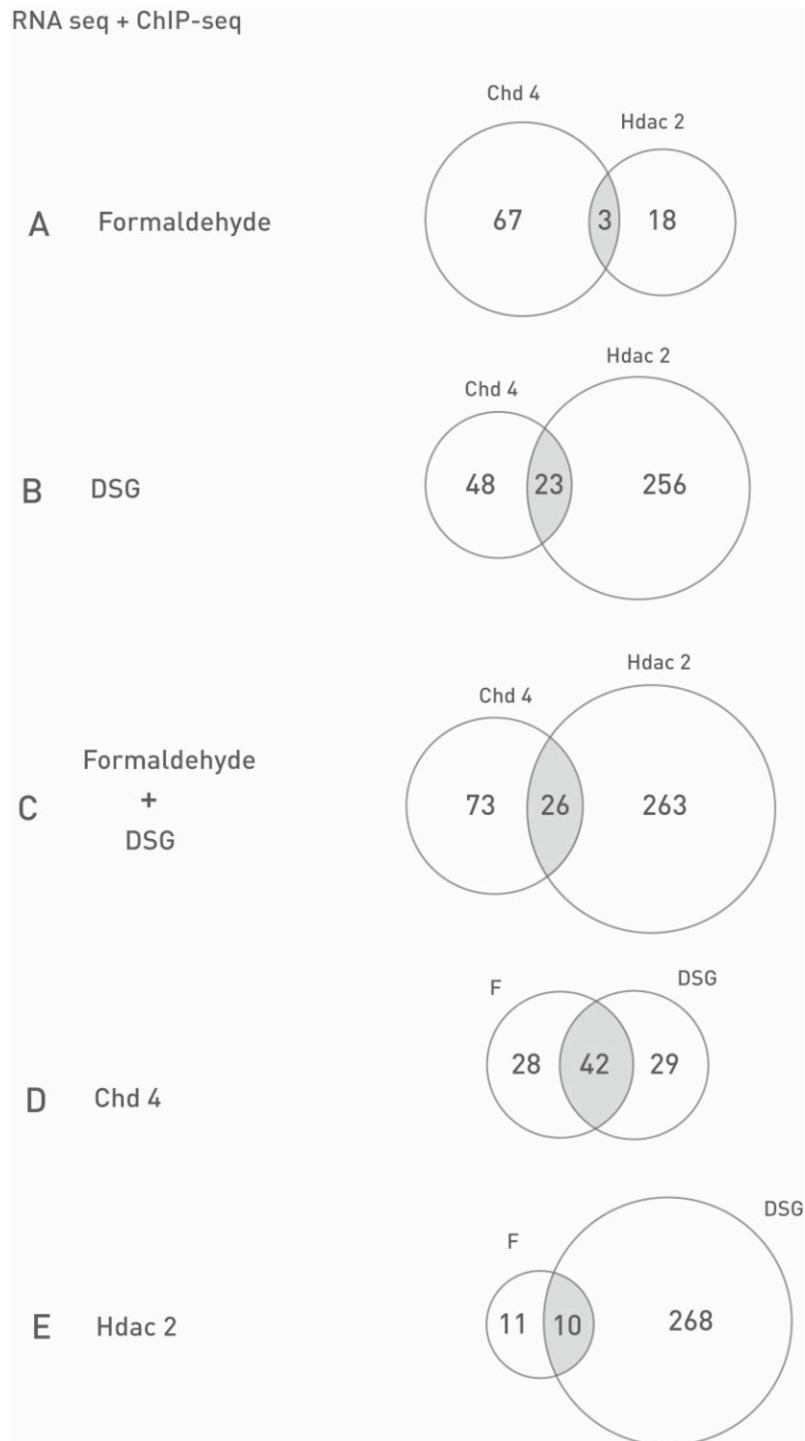 RNA seq + ChIP-seq
Chd 4
Hdac 2
A Formaldehyde
67 3 18
Hdac 2
Chd 4
B DSG
48 23 256
Hdac 2
Chd 4
Formaldehyde
+
DSG
C
73 26 263
F
DSG
28 42 29
D Chd 4
DSG
F
E Hdac 2
11 10 268